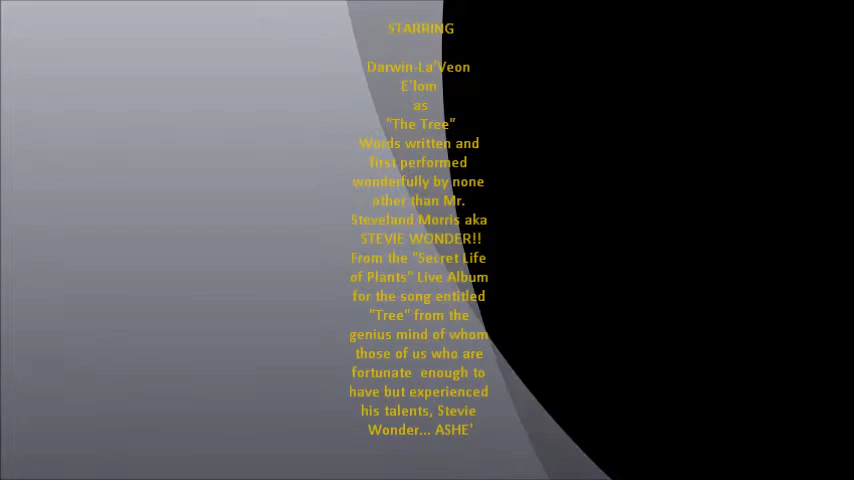 STARRING
Darwin-La'Veon
E'lom
as
"The Tree"
Words written and
first performed
wonderfully by none
other than Mr.
Steveland Morris aka
STEVIE WONDER!!
From the "Secret Life
of Plants" Live Album
for the song entitled
"Tree" from the
genius mind of whom
those of us who are
fortunate  enough to
have but experienced
his talents, Stevie
Wonder... ASHE'